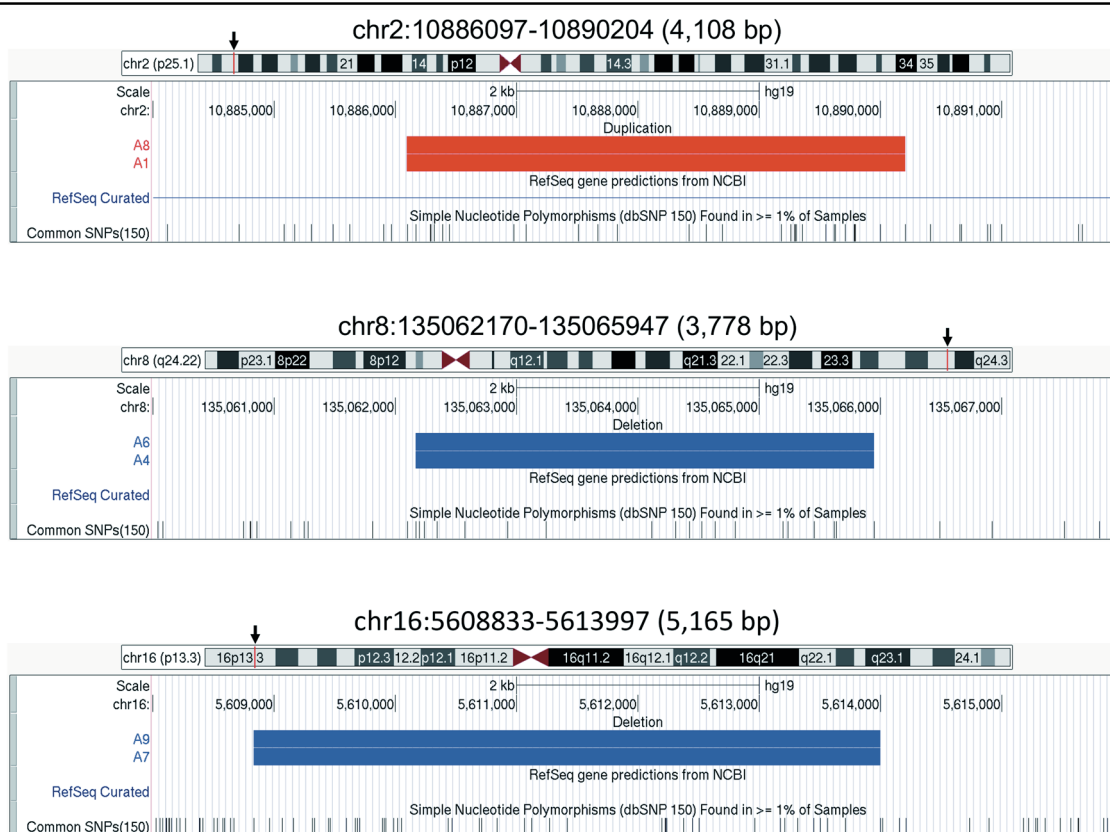 chr2:10886097-10890204 (4,108 bp)
chr2 (p25.1) 21 14 p12 14.3 31.1 34 35
Scale 2 kb hg19
chr2: 10,885,000 10,886,000 10,887,000 10,888,000 10,889,000 10,890,000 10,891,000
Duplication
A8
A1
RefSeq gene predictions from NCBI
RefSeq Curated
Simple Nucleotide Polymorphisms (dbSNP 150) Found in >= 1% of Samples
Common SNPs(150)
chr8:135062170-135065947 (3,778 bp)
chr8 (q24.22) p23.1 8p22 8p12 q12.1 q21.3 22.1 22.3 23.3 q24.3
Scale 2 kb hg19
chr8: 135,061,000 135,062,000 135,063,000 135,064,000 135,065,000 135,066,000 135,067,000
Deletion
A6
A4
RefSeq gene predictions from NCBI
RefSeq Curated
Simple Nucleotide Polymorphisms (dbSNP 150) Found in >= 1% of Samples
Common SNPs(150)
chr16:5608833-5613997 (5,165 bp)
chr16 (p13.3) 16p13.3 p12.3 12.2 p12.1 16p11.2 16q11.2 16q12.1 q12.2 16q21 q22.1 q23.1 24.1
Scale 2 kb hg19
chr16: 5,609,000 5,610,000 5,611,000 5,612,000 5,613,000 5,614,000 5,615,000
Deletion
A9
A7
RefSeq gene predictions from NCBI
RefSeq Curated
Simple Nucleotide Polymorphisms (dbSNP 150) Found in >= 1% of Samples
Common SNPs(150)